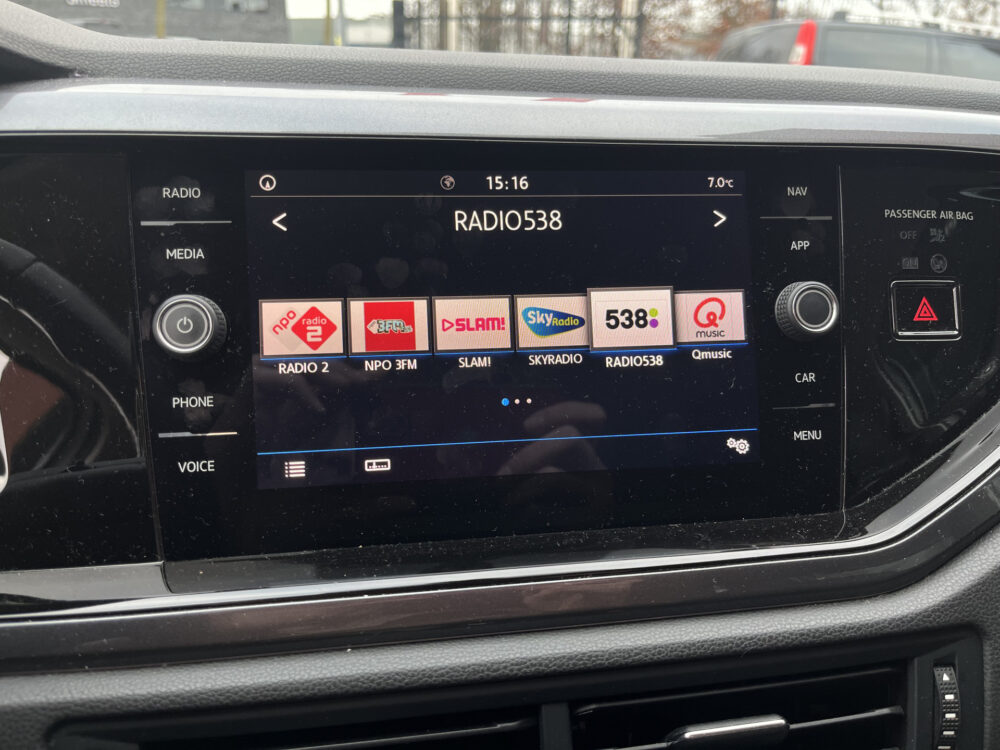 15:16
7.0°C
RADIO
MEDIA
PHONE
VOICE
< RADIO538 >
npo radio 2
3FM
SLAM!
Sky Radio
538
Q music
RADIO 2
NPO 3FM
SLAM!
SKYRADIO
RADIO538
Qmusic
NAV
APP
CAR
MENU
PASSENGER AIR BAG
OFF